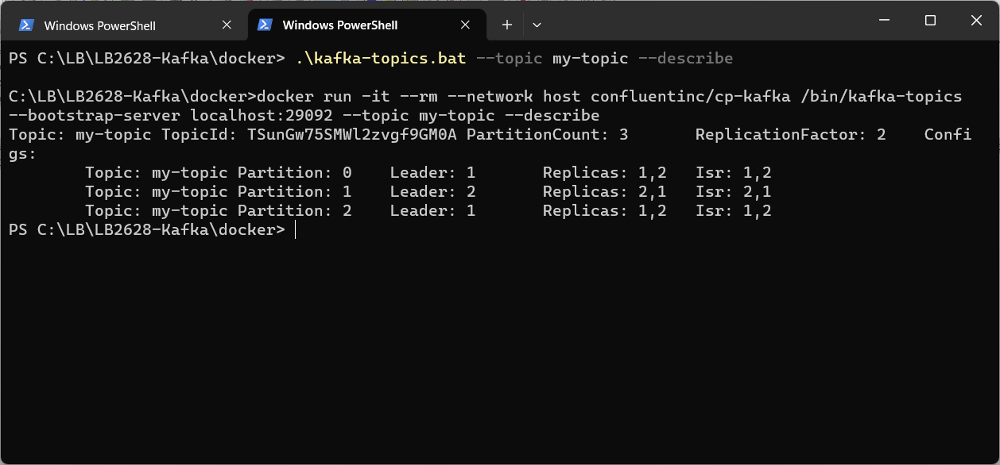 Windows PowerShell
Windows PowerShell
PS C:\LB\LB2628-Kafka\docker> .\kafka-topics.bat --topic my-topic --describe
C:\LB\LB2628-Kafka\docker>docker run -it --rm --network host confluentinc/cp-kafka /bin/kafka-topics
--bootstrap-server localhost:29092 --topic my-topic --describe
Topic: my-topic TopicId: TSunGw75SMWl2zvgf9GM0A PartitionCount: 3 ReplicationFactor: 2 Confi
gs:
Topic: my-topic Partition: 0 Leader: 1 Replicas: 1,2 Isr: 1,2
Topic: my-topic Partition: 1 Leader: 2 Replicas: 2,1 Isr: 2,1
Topic: my-topic Partition: 2 Leader: 1 Replicas: 1,2 Isr: 1,2
PS C:\LB\LB2628-Kafka\docker>